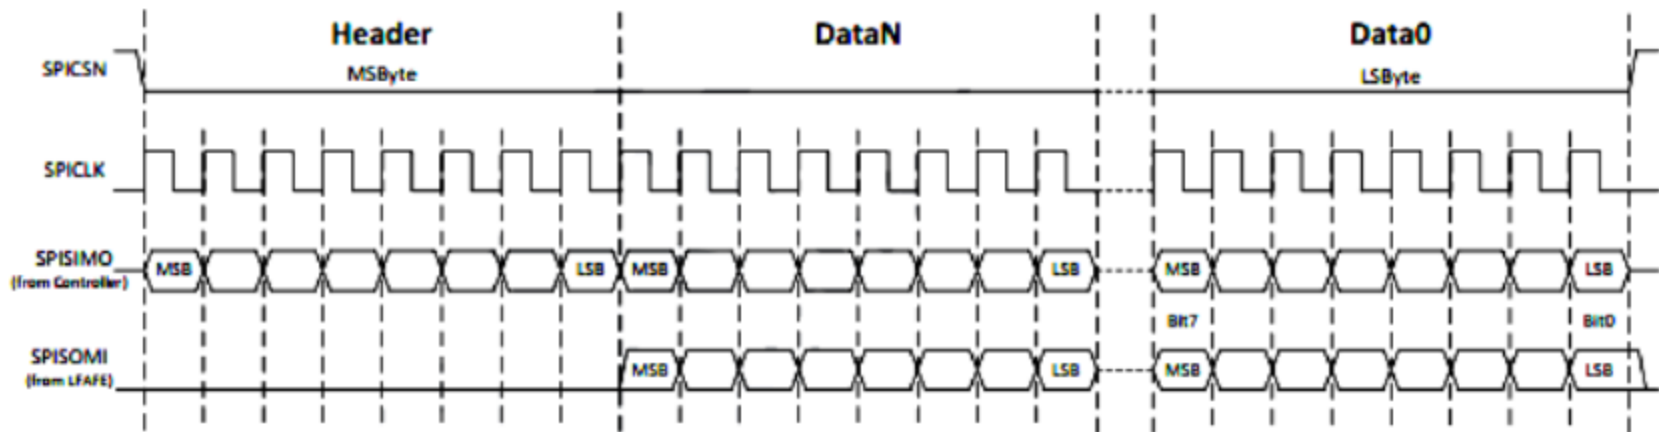 Header DataN Data0
SPICSN MSByte LSByte
SPICLK
SPISIMO
(from Controller)
MSB LSB MSB LSB MSB LSB
Bit7 Bit0
SPISOMI
(from LFAFE)
MSB LSB MSB LSB